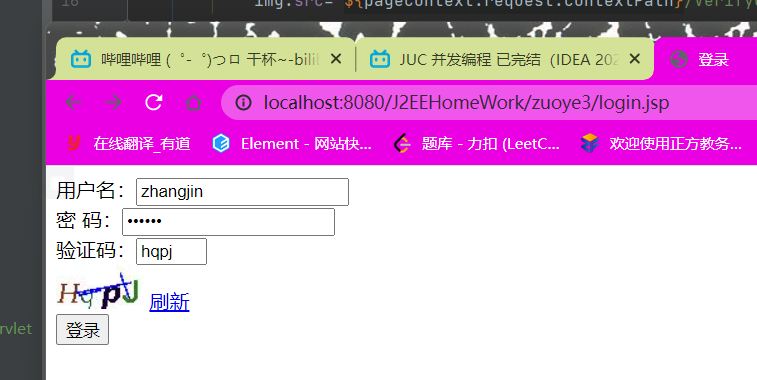 16 img.src= "${pageContext.request.contextPath}/Verify
哔哩哔哩 (゜-゜)つロ 干杯~-bili
JUC 并发编程 已完结（IDEA 202
登录
localhost:8080/J2EEHomeWork/zuoye3/login.jsp
在线翻译_有道
Element - 网站快...
题库 - 力扣 (LeetC...
欢迎使用正方教务...
用户名： zhangjin
密 码： ••••••
验证码： hqpj
HqpJ 刷新
登录
rvlet